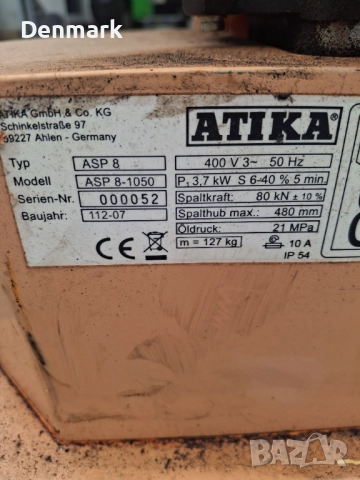 Denmark
ATIKA GmbH & Co. KG
Schinkelstraße 97
59227 Ahlen - Germany
ATIKA®
Typ ASP 8
400 V 3~ 50 Hz
Modell ASP 8-1050
P₁ 3,7 kW S 6-40 % 5 min.
Serien-Nr. 000052
Spaltkraft: 80 kN ± 10 %
Baujahr: 112-07
Spalthub max.: 480 mm
Öldruck: 21 MPa
CE
m = 127 kg
10 A
IP 54
BAZAR
bg